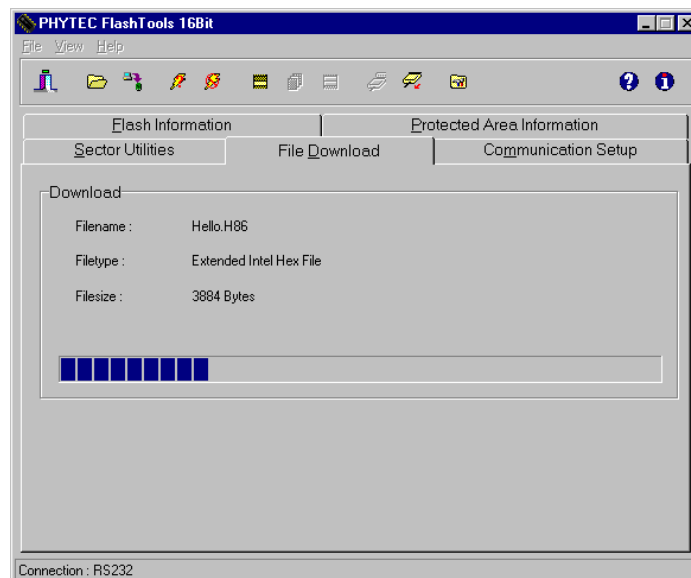 PHYTEC FlashTools 16Bit
File View Help
Flash Information Protected Area Information
Sector Utilities File Download Communication Setup
Download
Filename : Hello.H86
Filetype : Extended Intel Hex File
Filesize : 3884 Bytes
Connection : RS232